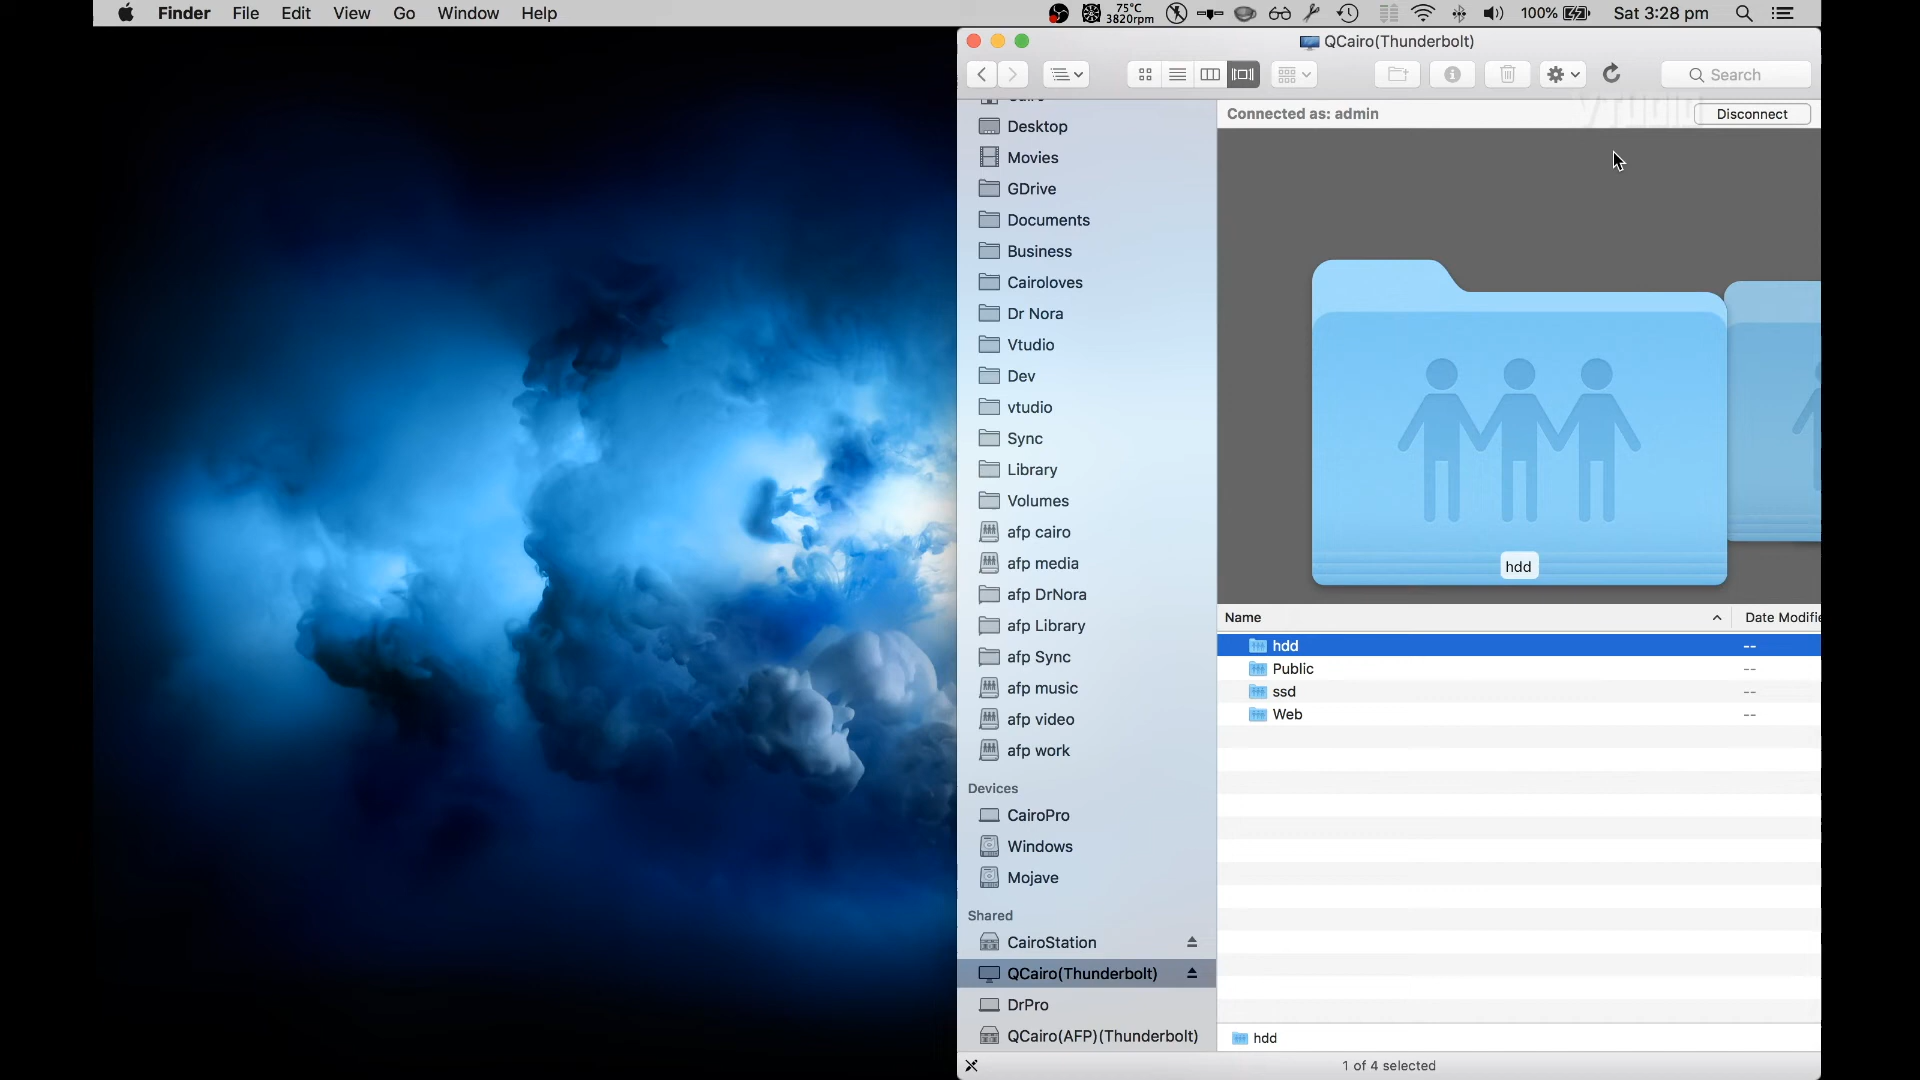 Finder File Edit View Go Window Help
75°C
3820rpm
100%
Sat 3:28 pm
QCairo(Thunderbolt)
Search
Connected as: admin
VTUDIO
Disconnect
Desktop
Movies
GDrive
Documents
Business
Cairoloves
Dr Nora
Vtudio
Dev
vtudio
Sync
Library
Volumes
afp cairo
afp media
afp DrNora
afp Library
afp Sync
afp music
afp video
afp work
Devices
CairoPro
Windows
Mojave
Shared
CairoStation
QCairo(Thunderbolt)
DrPro
QCairo(AFP)(Thunderbolt)
hdd
Name Date Modifie
hdd --
Public --
ssd --
Web --
hdd
1 of 4 selected